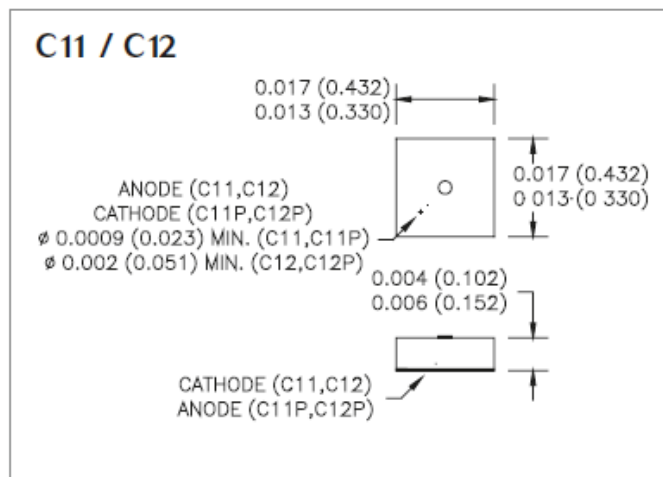 C11 / C12
0.017 (0.432)
0.013 (0.330)
0.017 (0.432)
0.013 (0.330)
ANODE (C11,C12)
CATHODE (C11P,C12P)
ø 0.0009 (0.023) MIN. (C11,C11P)
ø 0.002 (0.051) MIN. (C12,C12P)
0.004 (0.102)
0.006 (0.152)
CATHODE (C11,C12)
ANODE (C11P,C12P)